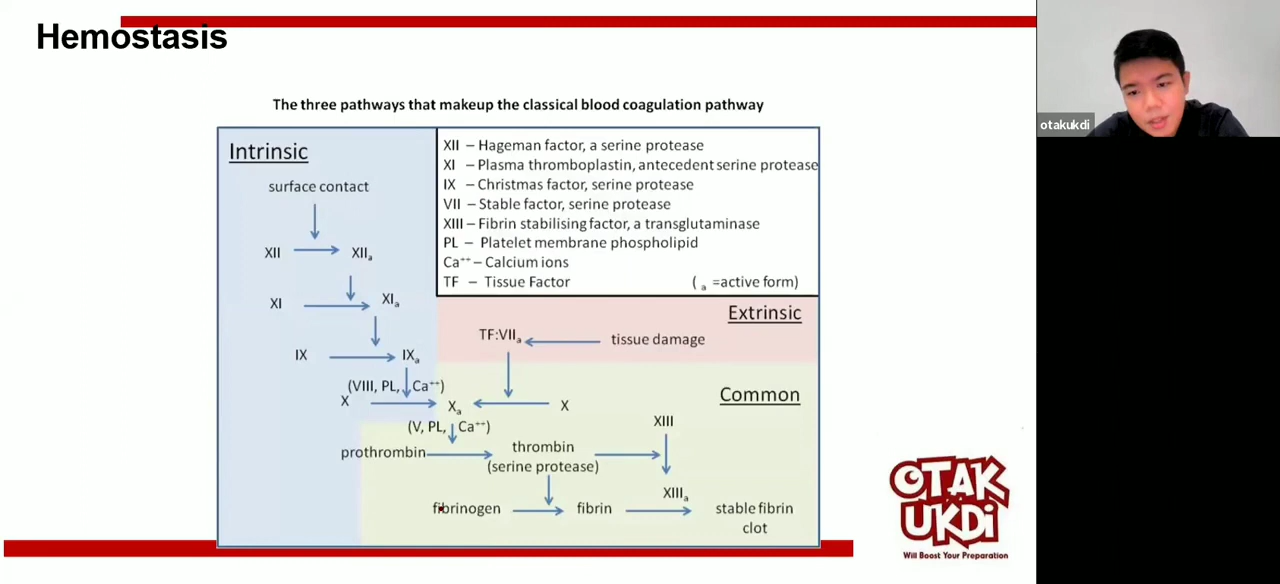 Hemostasis
otakukdi
The three pathways that makeup the classical blood coagulation pathway
Intrinsic
surface contact
XII
XIIa
XI
XIa
IX
IXa
(VIII, PL, Ca++)
X
Xa
XII – Hageman factor, a serine protease
XI – Plasma thromboplastin, antecedent serine protease
IX – Christmas factor, serine protease
VII – Stable factor, serine protease
XIII – Fibrin stabilising factor, a transglutaminase
PL – Platelet membrane phospholipid
Ca++ – Calcium ions
TF – Tissue Factor ( a =active form)
Extrinsic
TF:VIIa
tissue damage
Common
X
(V, PL, Ca++)
XIII
prothrombin
thrombin
(serine protease)
XIIIa
fibrinogen
fibrin
stable fibrin
clot
OTAK
UKDi
Will Boost Your Preparation